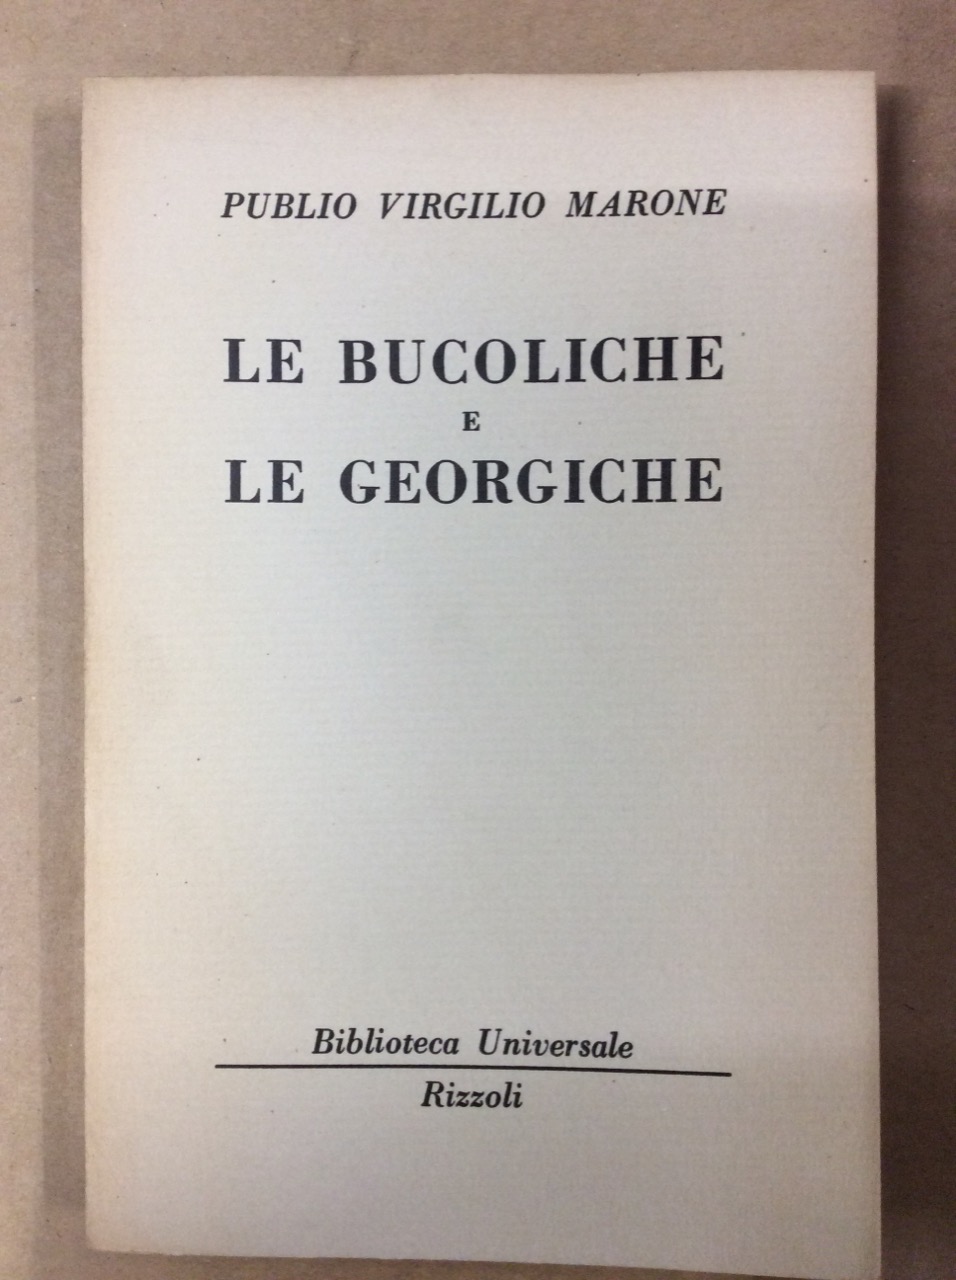 PUBLIO VIRGILIO MARONE
LE BUCOLICHE
E
LE GEORGICHE
Biblioteca Universale
Rizzoli